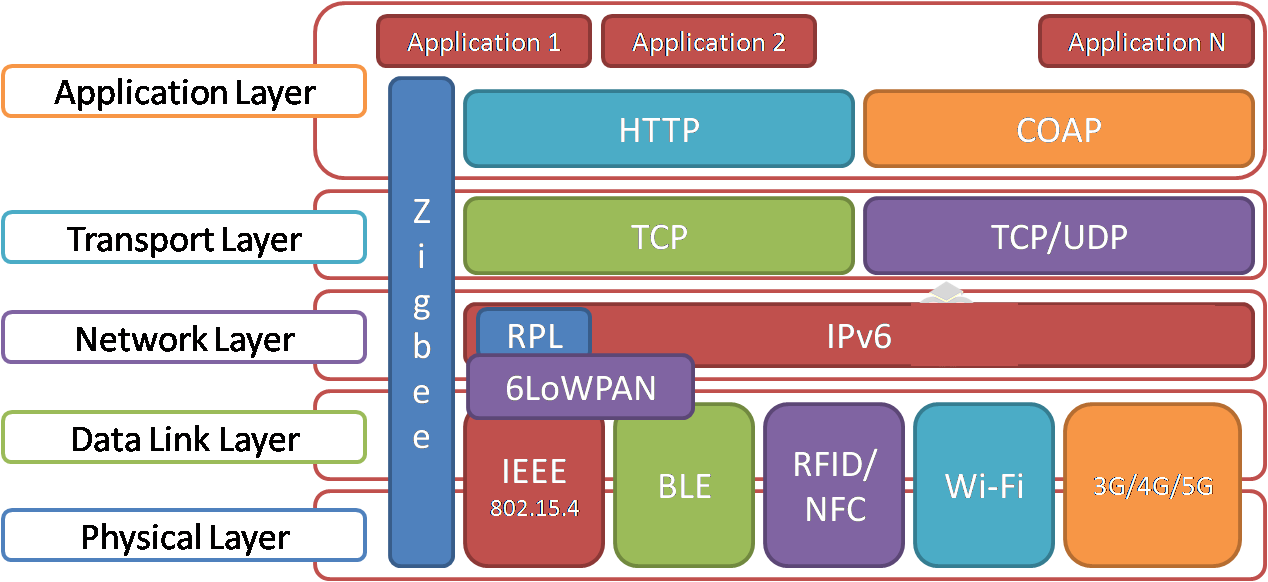 Application 1
Application 2
Application N
Application Layer
HTTP
COAP
Zigbee
Transport Layer
TCP
TCP/UDP
Network Layer
RPL
IPv6
6LoWPAN
Data Link Layer
IEEE
802.15.4
BLE
RFID/
NFC
Wi-Fi
3G/4G/5G
Physical Layer